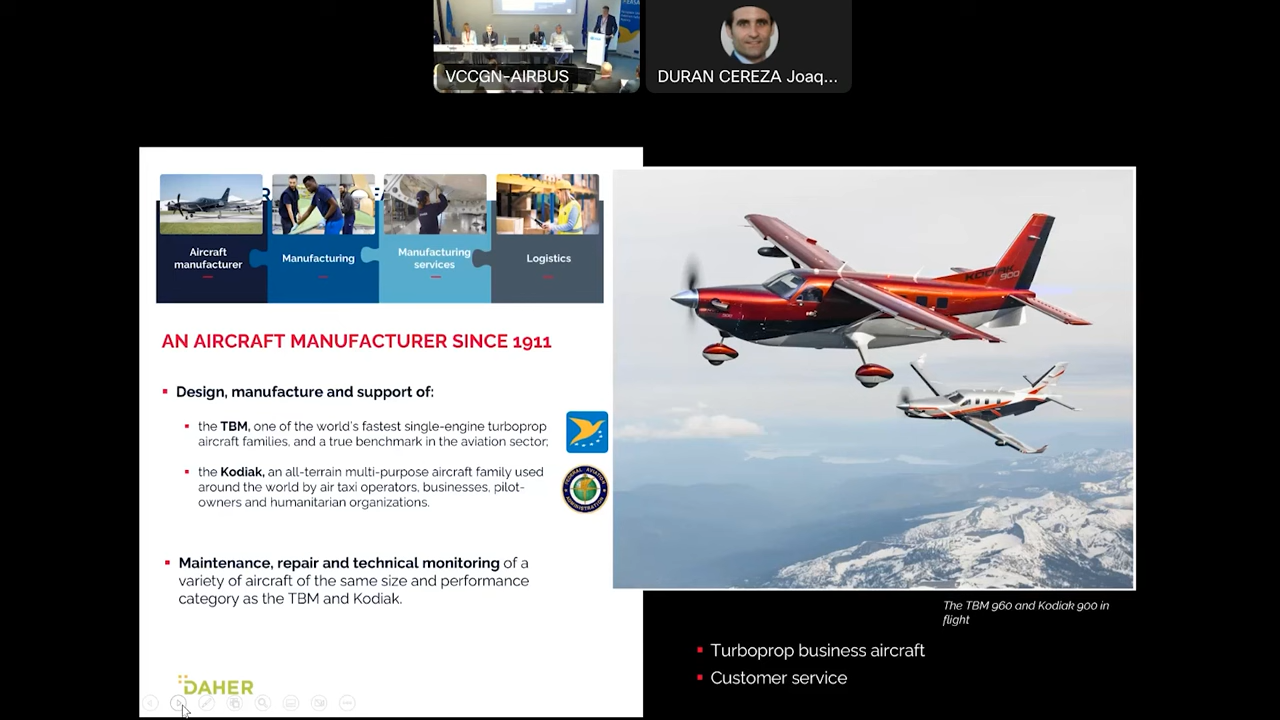 VCCGN-AIRBUS
DURAN CEREZA Joaq...
Aircraft
manufacturer
Manufacturing
Manufacturing
services
Logistics
AN AIRCRAFT MANUFACTURER SINCE 1911
Design, manufacture and support of:
the TBM, one of the world's fastest single-engine turboprop
aircraft families, and a true benchmark in the aviation sector;
the Kodiak, an all-terrain multi-purpose aircraft family used
around the world by air taxi operators, businesses, pilot-
owners and humanitarian organizations.
FEDERAL AVIATION
ADMINISTRATION
Maintenance, repair and technical monitoring of a
variety of aircraft of the same size and performance
category as the TBM and Kodiak.
DAHER
KODIAK
900
The TBM 960 and Kodiak 900 in
flight
Turboprop business aircraft
Customer service